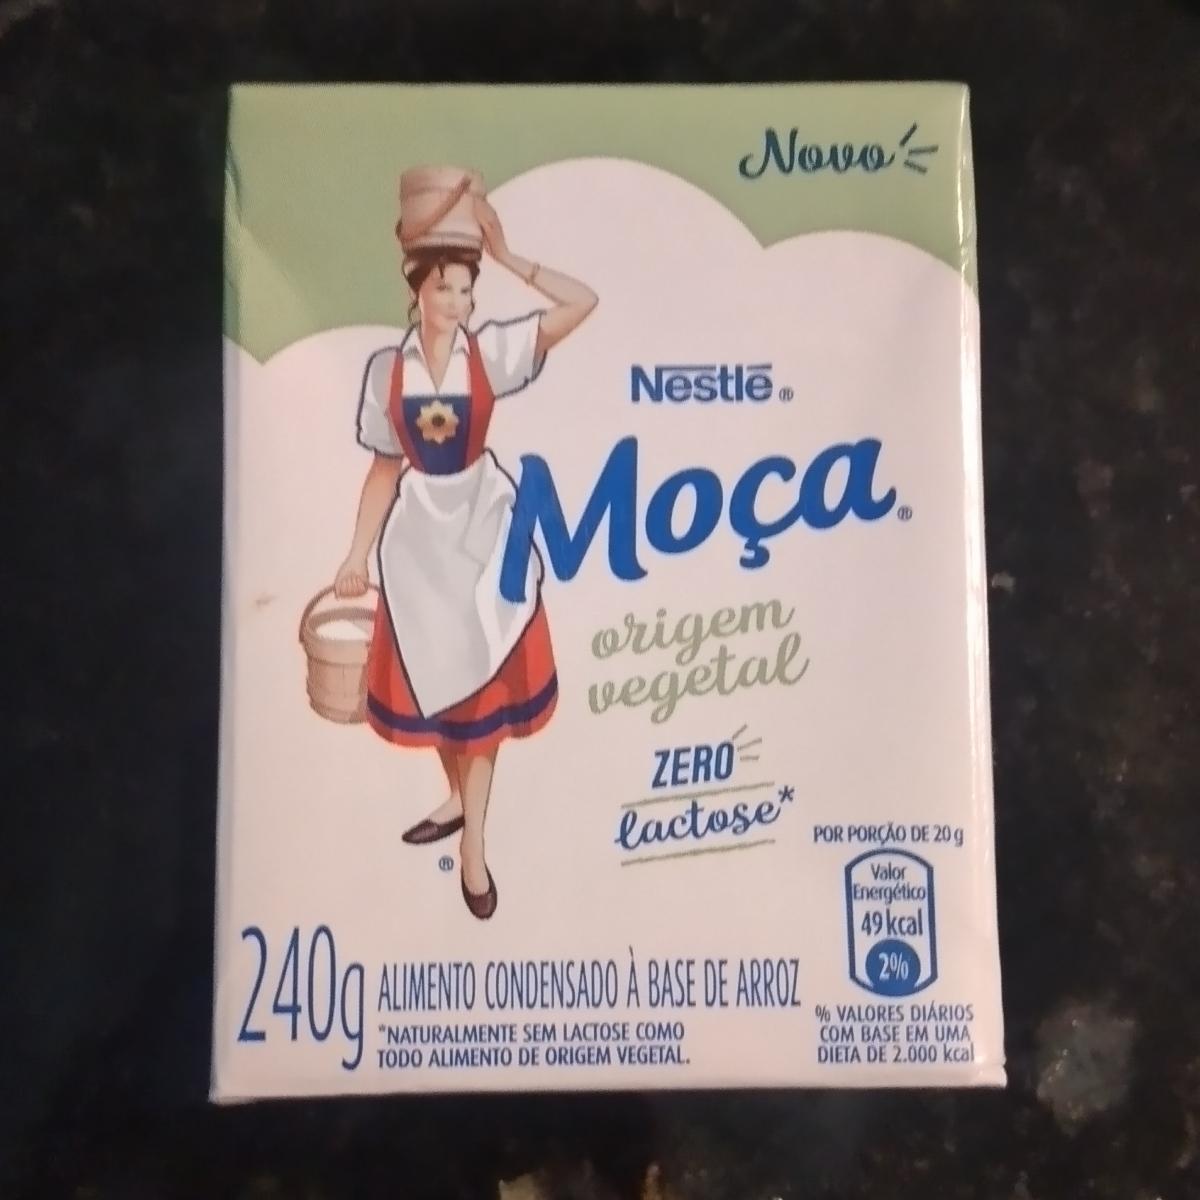 Novo
Nestlé®
Moça®
origem
vegetal
ZERO
lactose*
POR PORÇÃO DE 20 g
Valor
Energético
49 kcal
2%
% VALORES DIÁRIOS
COM BASE EM UMA
DIETA DE 2.000 kcal
®
240g
ALIMENTO CONDENSADO À BASE DE ARROZ
*NATURALMENTE SEM LACTOSE COMO
TODO ALIMENTO DE ORIGEM VEGETAL.